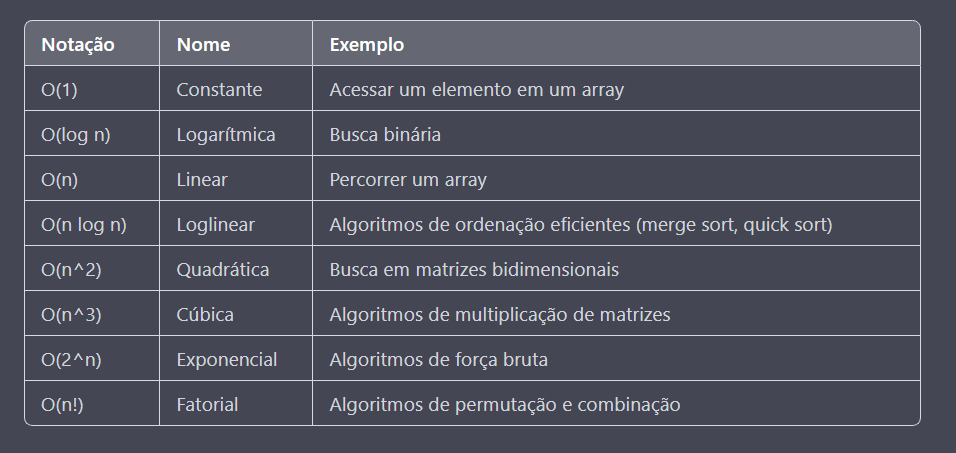 Notação Nome Exemplo
O(1) Constante Acessar um elemento em um array
O(log n) Logarítmica Busca binária
O(n) Linear Percorrer um array
O(n log n) Loglinear Algoritmos de ordenação eficientes (merge sort, quick sort)
O(n^2) Quadrática Busca em matrizes bidimensionais
O(n^3) Cúbica Algoritmos de multiplicação de matrizes
O(2^n) Exponencial Algoritmos de força bruta
O(n!) Fatorial Algoritmos de permutação e combinação